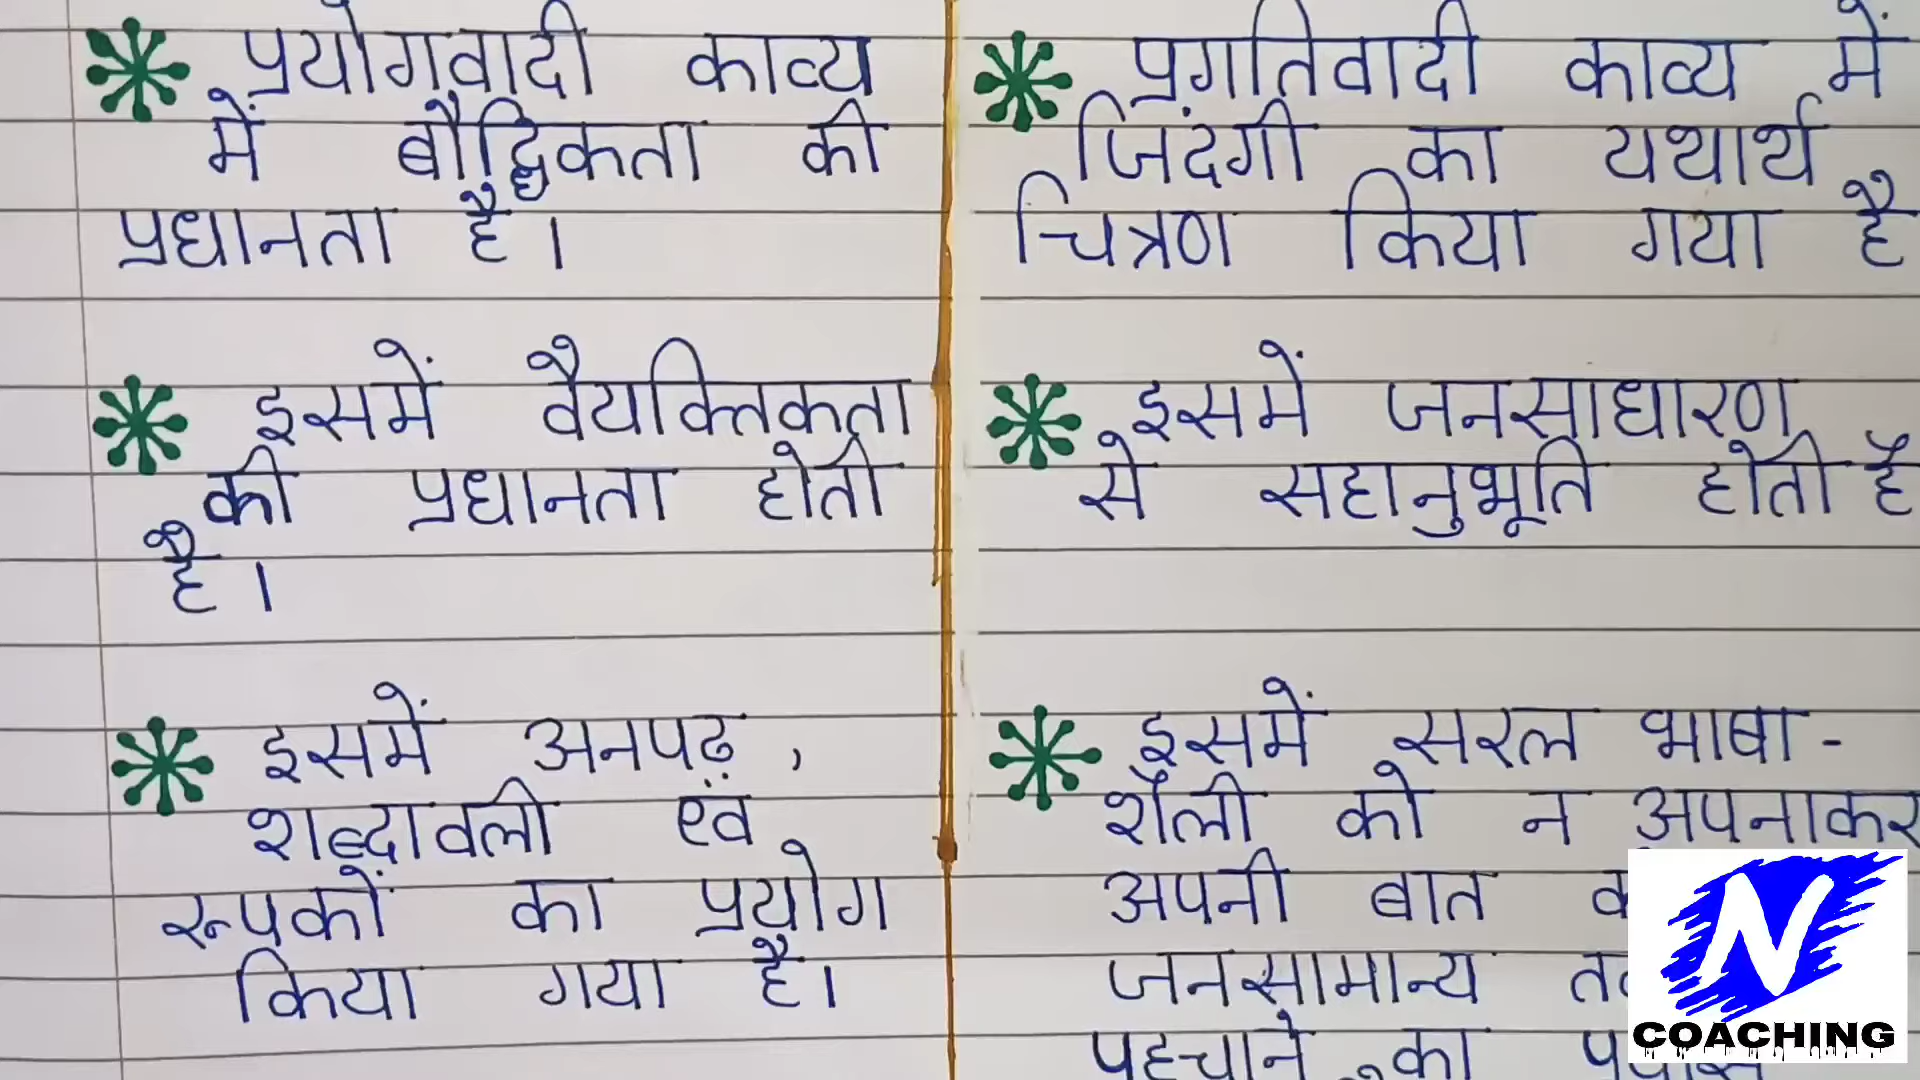 प्रयोगवादी काव्य
में बौद्धिकता की
प्रधानता है।
इसमें वैयक्तिकता
की प्रधानता होती
है।
इसमें अनपढ़,
शब्दावली एंव
रूपकों का प्रयोग
किया गया है।
प्रगतिवादी काव्य में
जिंदगी का यथार्थ
चित्रण किया गया है
इसमें जनसाधारण
से सहानुभूति होती है
इसमें सरल भाषा-
शैली को न अपनाकर
अपनी बात
जनसामान्य
पहचाने का
N
COACHING